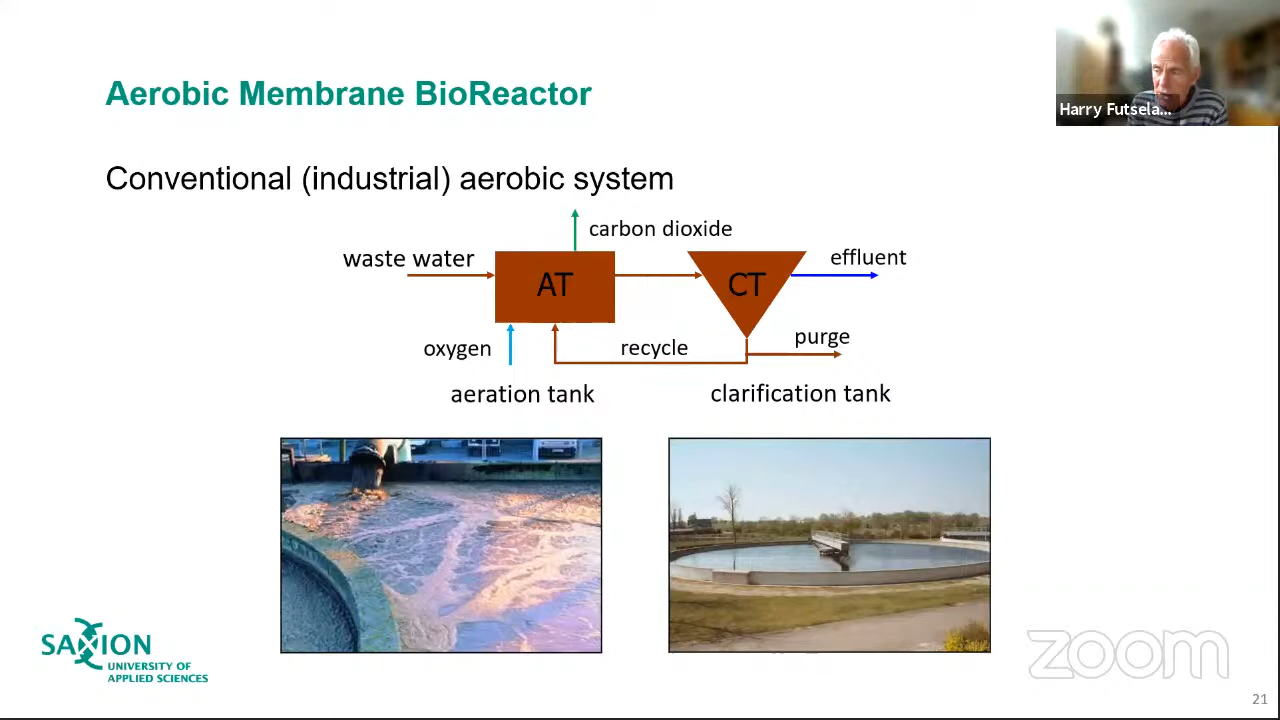 Harry Futsela...
Aerobic Membrane BioReactor
Conventional (industrial) aerobic system
carbon dioxide
waste water
AT
CT
effluent
oxygen
recycle
purge
aeration tank
clarification tank
SAXION
UNIVERSITY OF
APPLIED SCIENCES
zoom
21